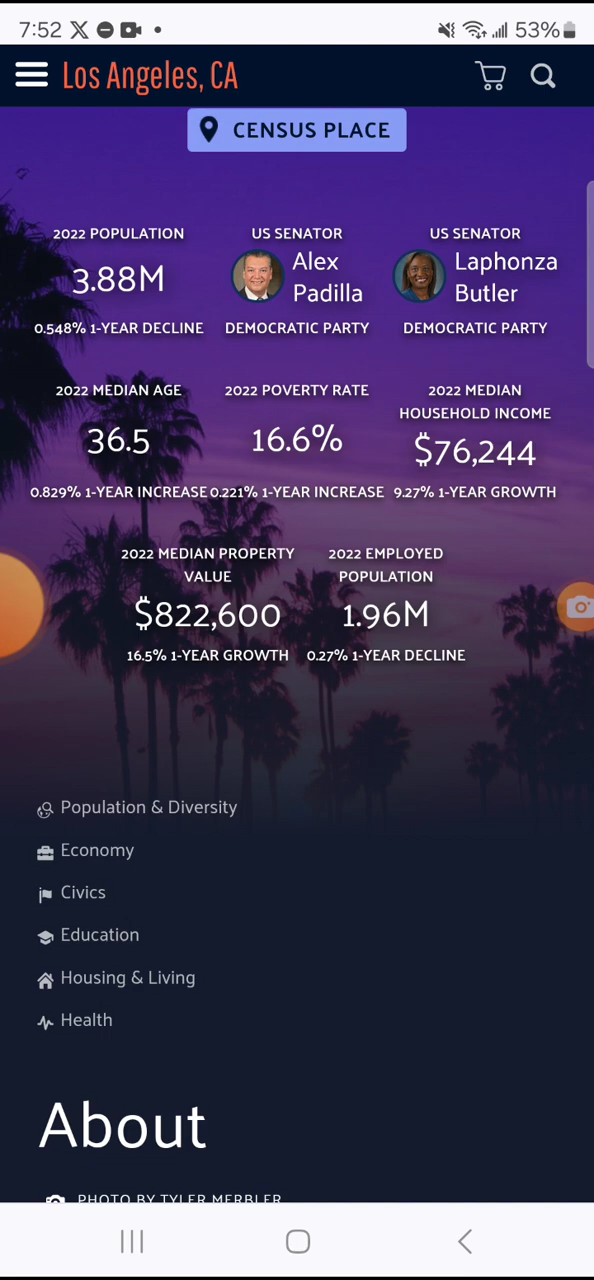 7:52 53%
Los Angeles, CA
CENSUS PLACE
2022 POPULATION
3.88M
0.548% 1-YEAR DECLINE
US SENATOR
Alex
Padilla
DEMOCRATIC PARTY
US SENATOR
Laphonza
Butler
DEMOCRATIC PARTY
2022 MEDIAN AGE
36.5
0.829% 1-YEAR INCREASE
2022 POVERTY RATE
16.6%
0.221% 1-YEAR INCREASE
2022 MEDIAN
HOUSEHOLD INCOME
$76,244
9.27% 1-YEAR GROWTH
2022 MEDIAN PROPERTY
VALUE
$822,600
16.5% 1-YEAR GROWTH
2022 EMPLOYED
POPULATION
1.96M
0.27% 1-YEAR DECLINE
Population & Diversity
Economy
Civics
Education
Housing & Living
Health
About
PHOTO BY TYLER MERBLER